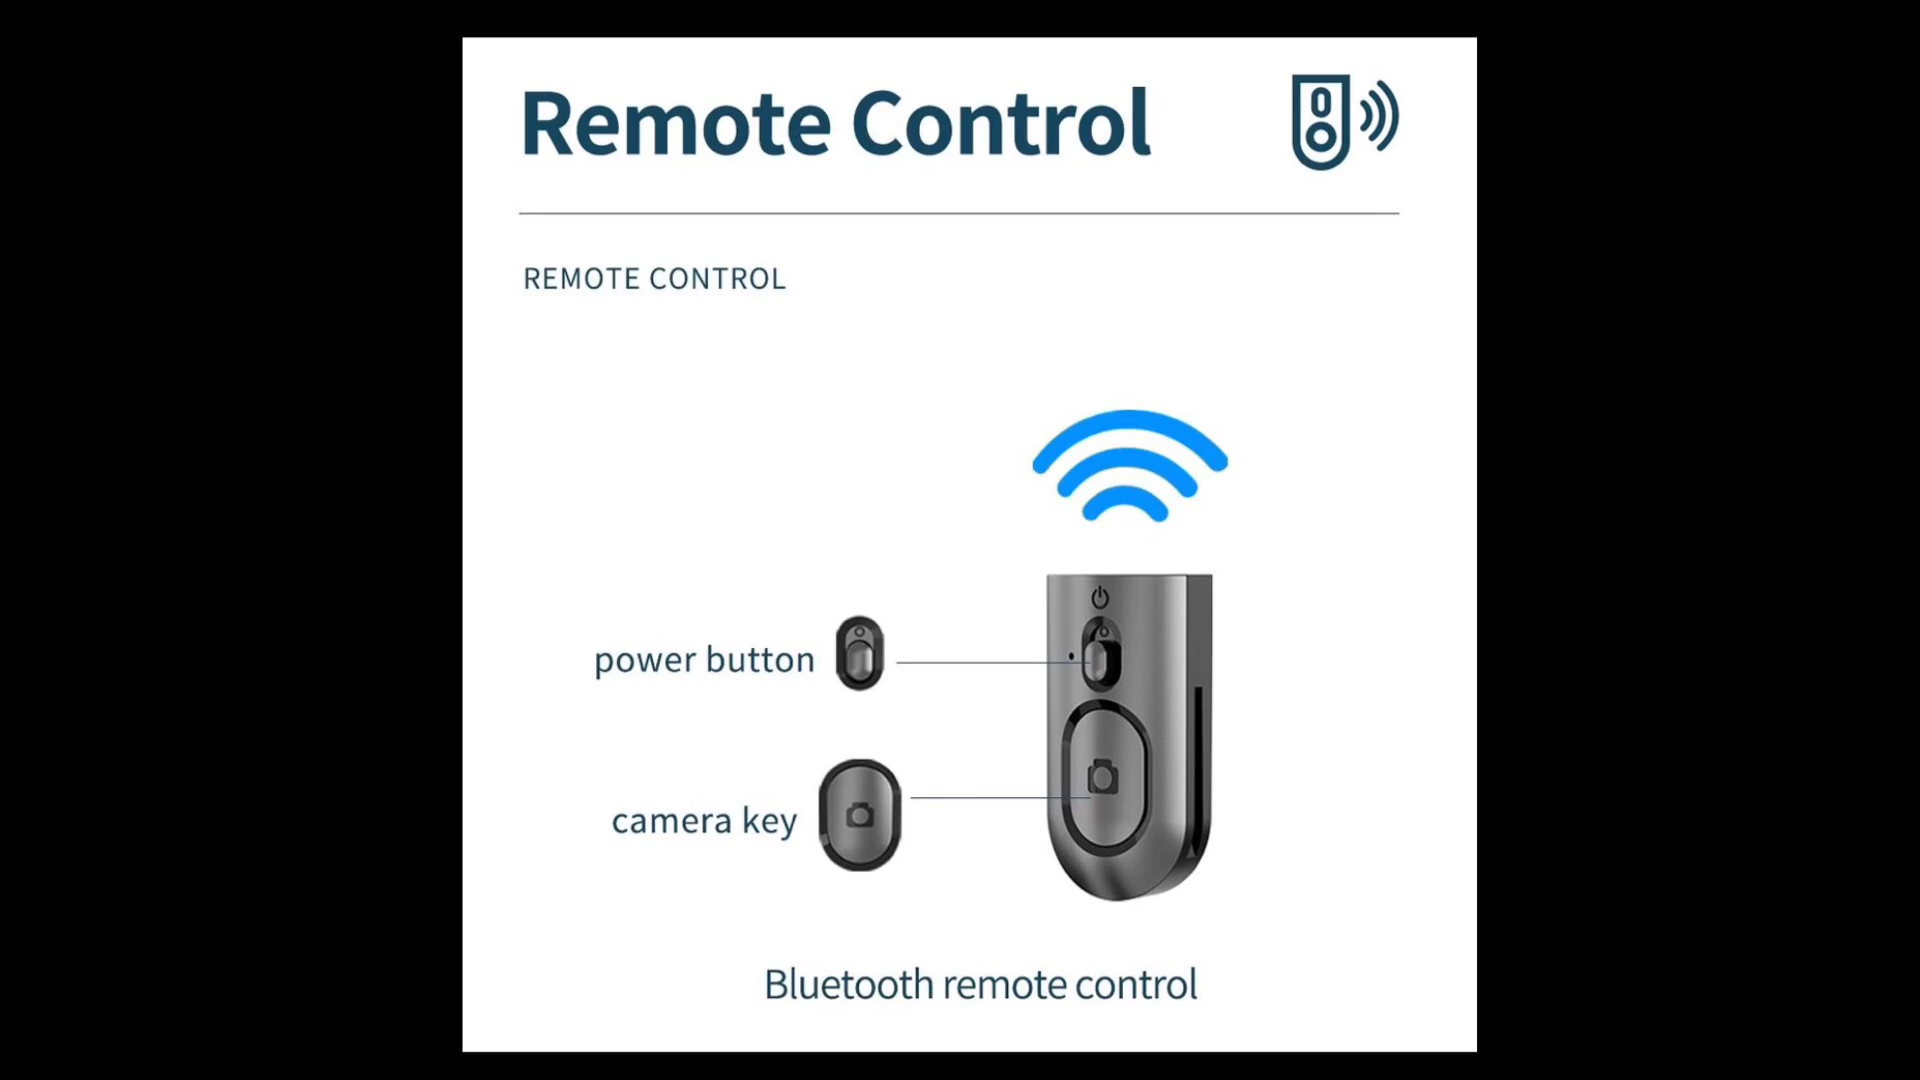 Remote Control
REMOTE CONTROL
power button
camera key
Bluetooth remote control